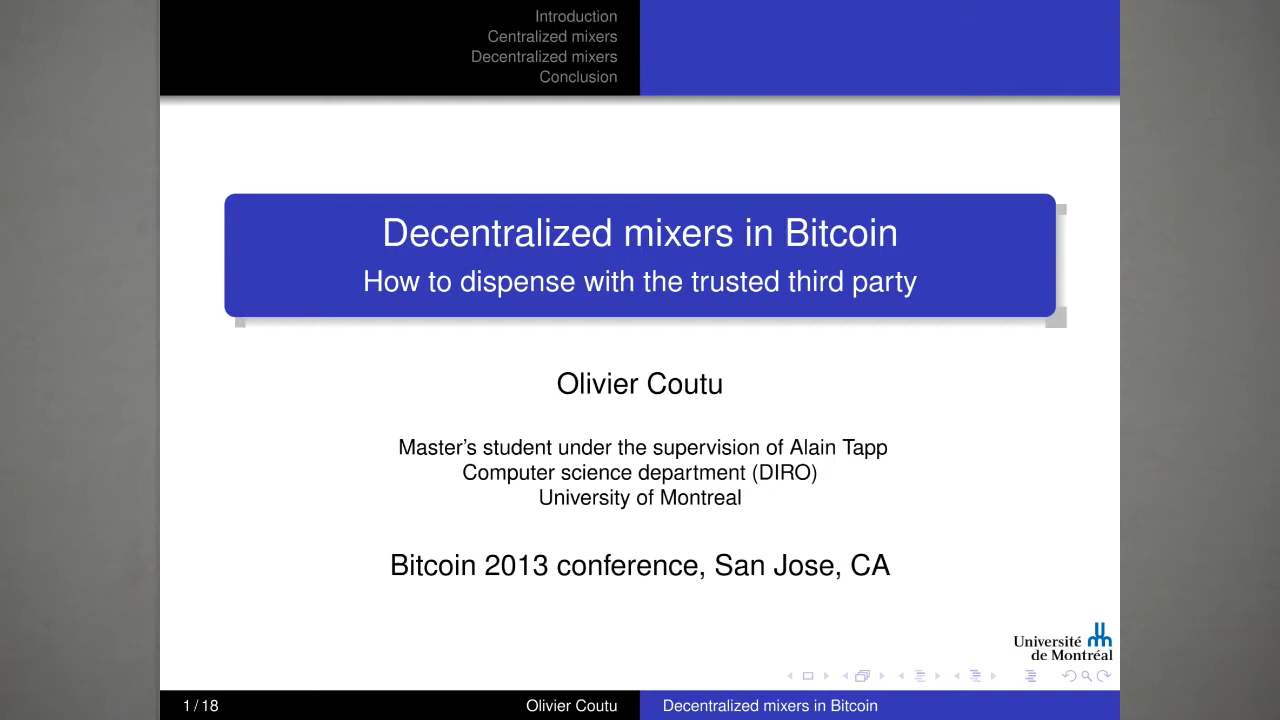 Introduction
Centralized mixers
Decentralized mixers
Conclusion
Decentralized mixers in Bitcoin
How to dispense with the trusted third party
Olivier Coutu
Master's student under the supervision of Alain Tapp
Computer science department (DIRO)
University of Montreal
Bitcoin 2013 conference, San Jose, CA
Université
de Montréal
1 / 18
Olivier Coutu
Decentralized mixers in Bitcoin